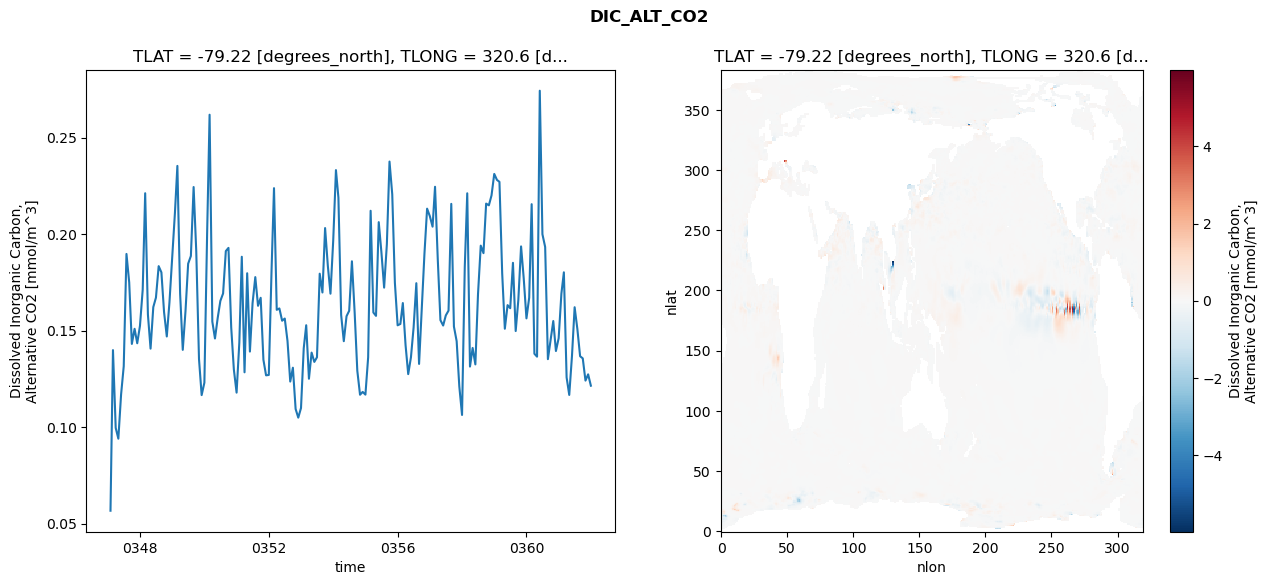 DIC_ALT_CO2
TLAT = -79.22 [degrees_north], TLONG = 320.6 [d...
Dissolved Inorganic Carbon,
Alternative CO2 [mmol/m^3]
0.25
0.20
0.15
0.10
0.05
0348
0352
0356
0360
time
TLAT = -79.22 [degrees_north], TLONG = 320.6 [d...
nlat
350
300
250
200
150
100
50
0
0
50
100
150
200
250
300
nlon
4
2
0
−2
−4
Dissolved Inorganic Carbon,
Alternative CO2 [mmol/m^3]